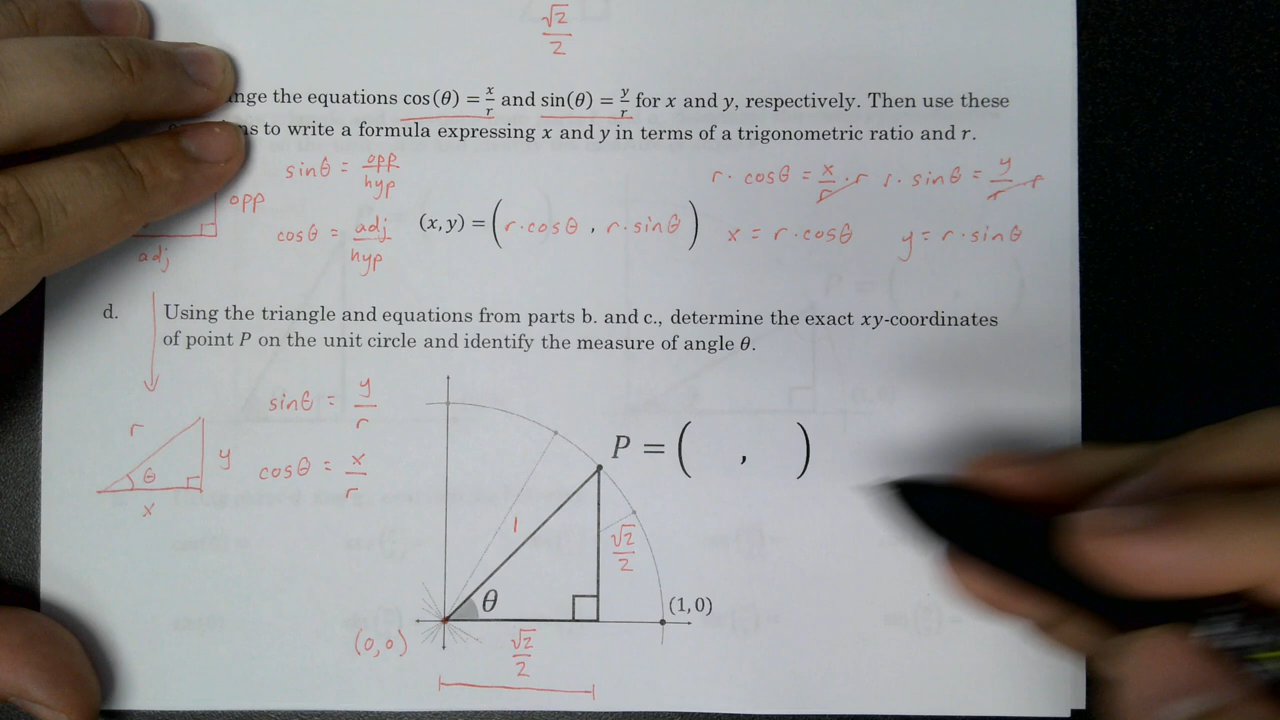 √2/2
nge the equations cos(θ) = x/r and sin(θ) = y/r for x and y, respectively. Then use these
ns to write a formula expressing x and y in terms of a trigonometric ratio and r.
sinθ = opp/hyp
r · cosθ = x/r · r
r · sinθ = y/r · r
opp
cosθ = adj/hyp
(x, y) = (r · cosθ , r · sinθ)
x = r · cosθ
y = r · sinθ
adj
d. Using the triangle and equations from parts b. and c., determine the exact xy-coordinates
of point P on the unit circle and identify the measure of angle θ.
sinθ = y/r
r
y
θ
x
cosθ = x/r
P = ( , )
1
√2/2
θ
(1, 0)
(0,0)
√2/2